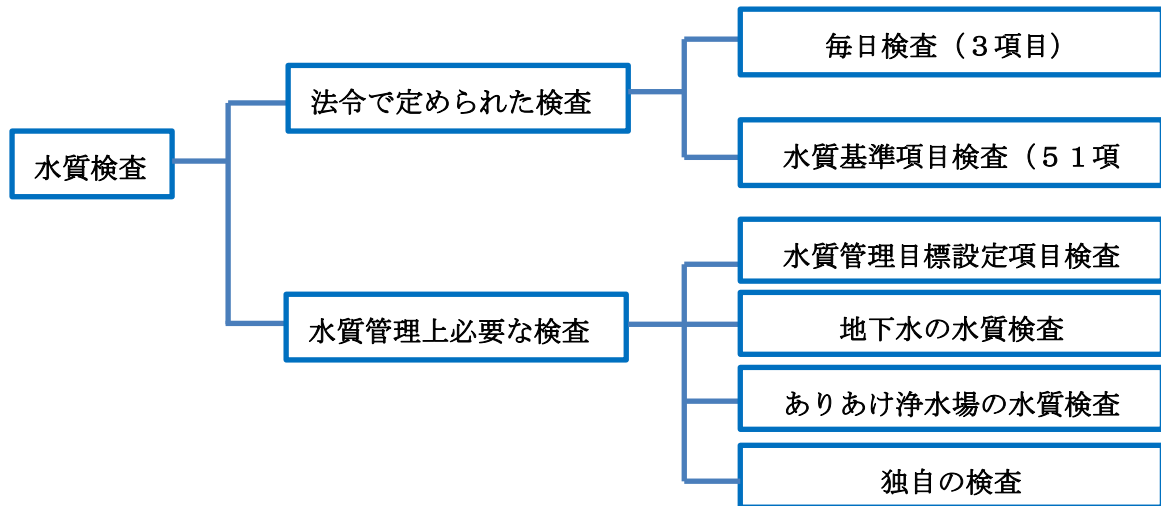 水質検査
法令で定められた検査
毎日検査（３項目）
水質基準項目検査（５１項
水質管理上必要な検査
水質管理目標設定項目検査
地下水の水質検査
ありあけ浄水場の水質検査
独自の検査